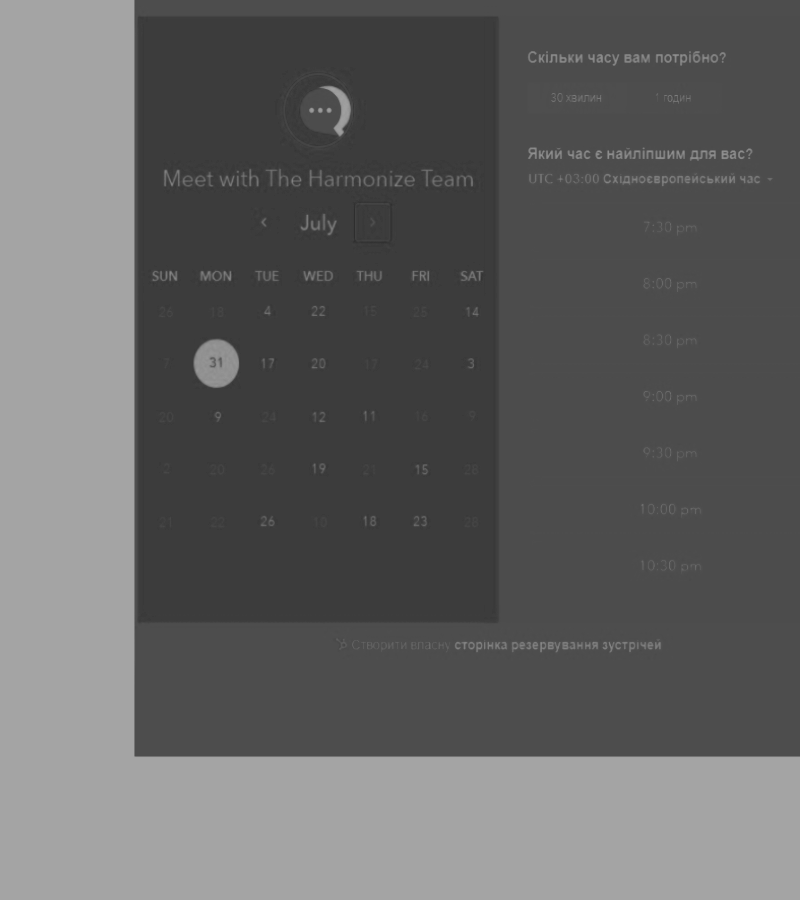 Meet with The Harmonize Team
July
SUN MON TUE WED THU FRI SAT
26 13 4 22 15 25 14
7 31 17 20 17 24 3
20 9 24 12 11 16 9
2 20 26 19 21 15 28
21 22 26 10 18 23 28
Скільки часу вам потрібно?
30 хвилин 1 годин
Який час є найліпшим для вас?
UTC +03:00 Східноєвропейський час
7:30 pm
8:00 pm
8:30 pm
9:00 pm
9:30 pm
10:00 pm
10:30 pm
Створити власну сторінка резервування зустрічей